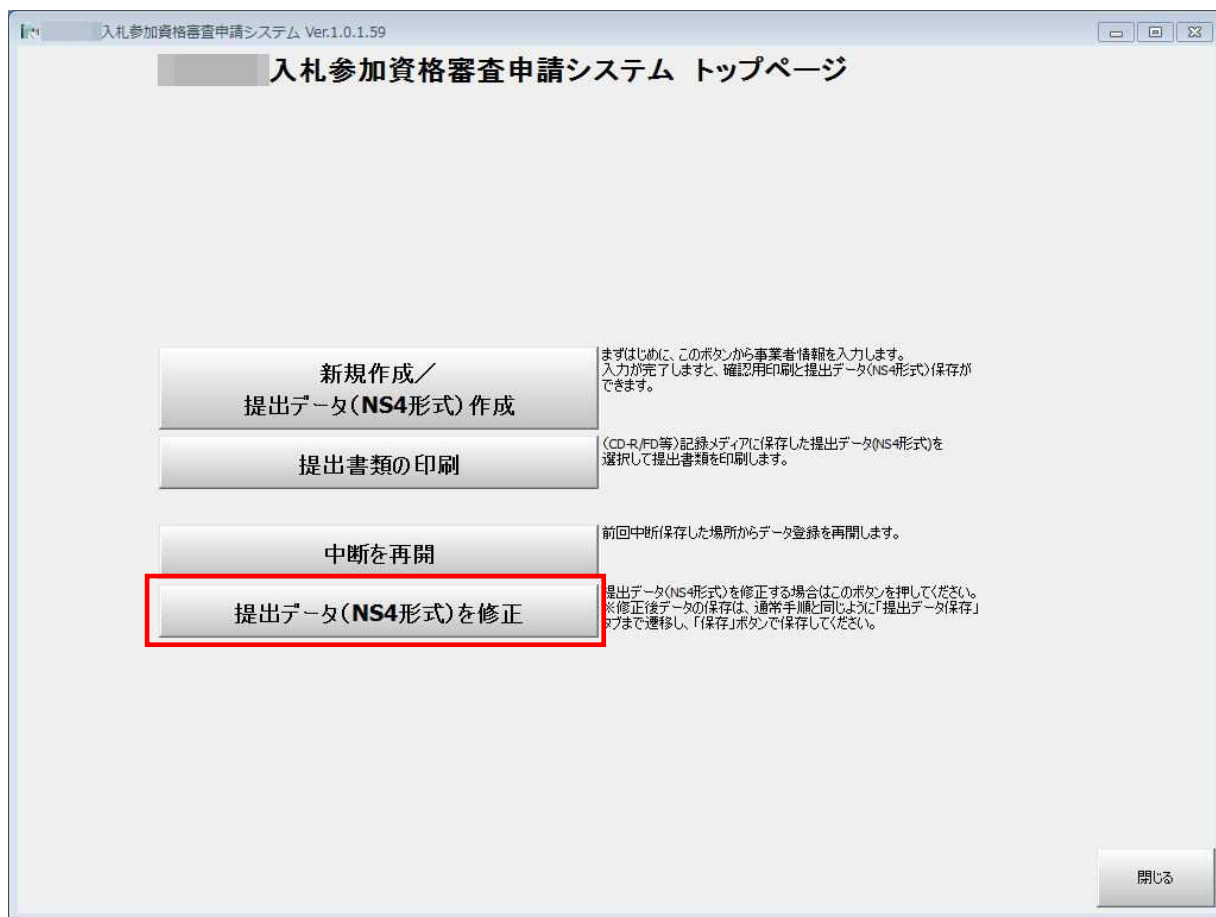 入札参加資格審査申請システム Ver.1.0.1.59
入札参加資格審査申請システム トップページ
新規作成／
提出データ(NS4形式)作成
まずはじめに、このボタンから事業者情報を入力します。
入力が完了しますと、確認用印刷と提出データ(NS4形式)保存が
できます。
提出書類の印刷
(CD-R/FD等)記録メディアに保存した提出データ(NS4形式)を
選択して提出書類を印刷します。
中断を再開
前回中断保存した場所からデータ登録を再開します。
提出データ(NS4形式)を修正
提出データ(NS4形式)を修正する場合はこのボタンを押してください。
※修正後データの保存は、通常手順と同じように「提出データ保存」
タブまで遷移し、「保存」ボタンで保存してください。
閉じる